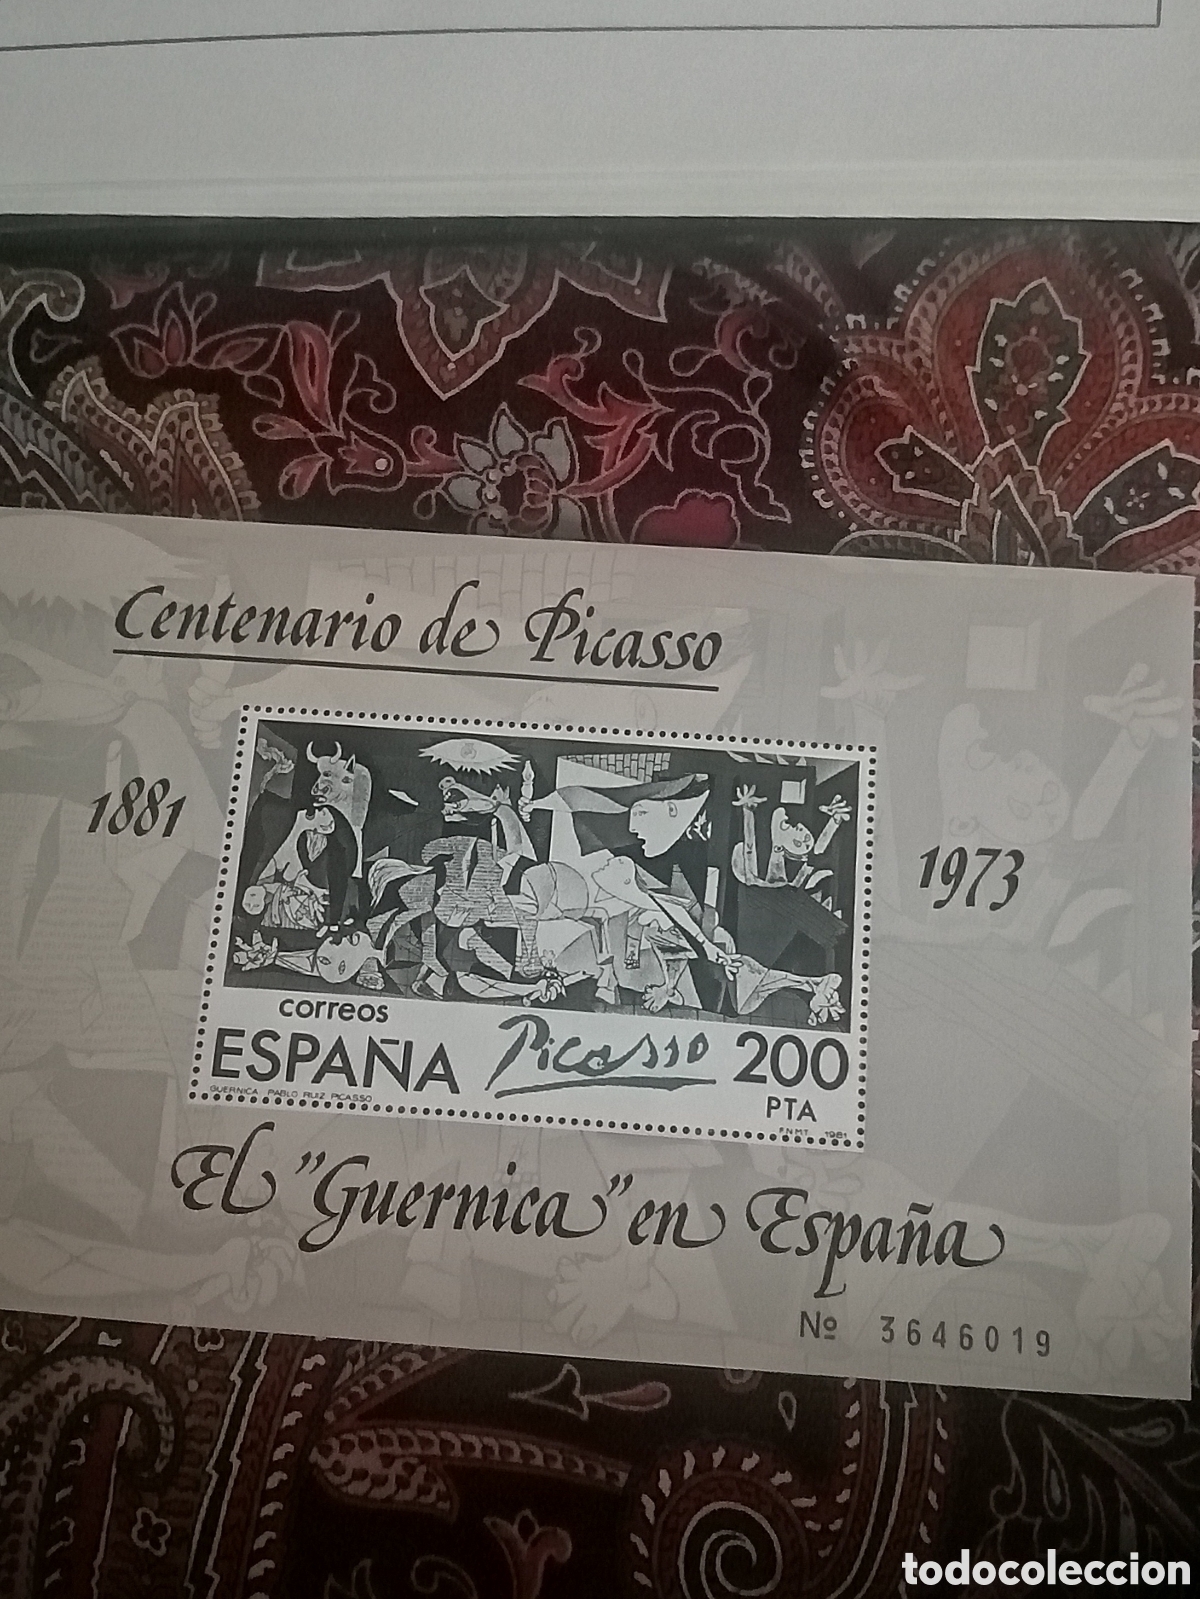 Centenario de Picasso
1881
1973
correos
ESPAÑA
Picasso
200
PTA
GUERNICA PABLO RUIZ PICASSO
F.N.M.T. 1981
El "Guernica" en España
Nº 3646019
todocoleccion